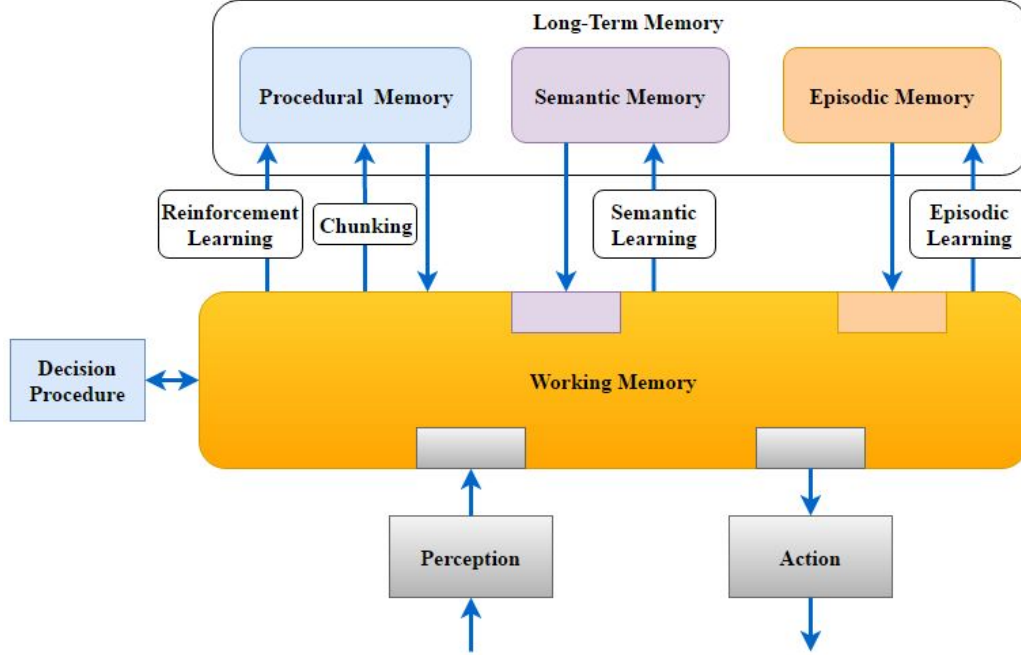 Long-Term Memory
Procedural Memory
Semantic Memory
Episodic Memory
Reinforcement
Learning
Chunking
Semantic
Learning
Episodic
Learning
Decision
Procedure
Working Memory
Perception
Action